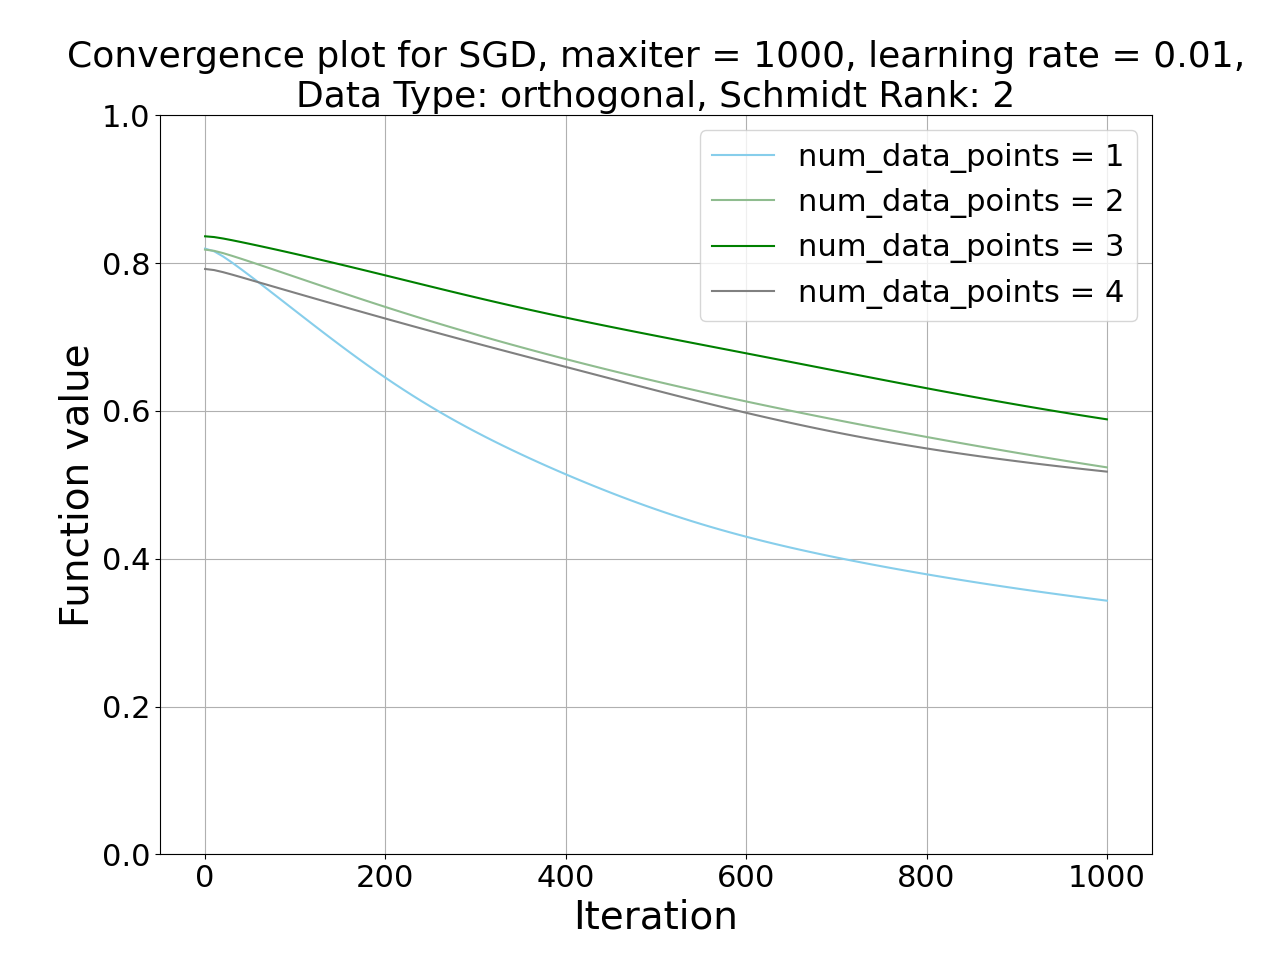 Convergence plot for SGD, maxiter = 1000, learning rate = 0.01,
Data Type: orthogonal, Schmidt Rank: 2
1.0
0.8
0.6
0.4
0.2
0.0
Function value
num_data_points = 1
num_data_points = 2
num_data_points = 3
num_data_points = 4
0 200 400 600 800 1000
Iteration